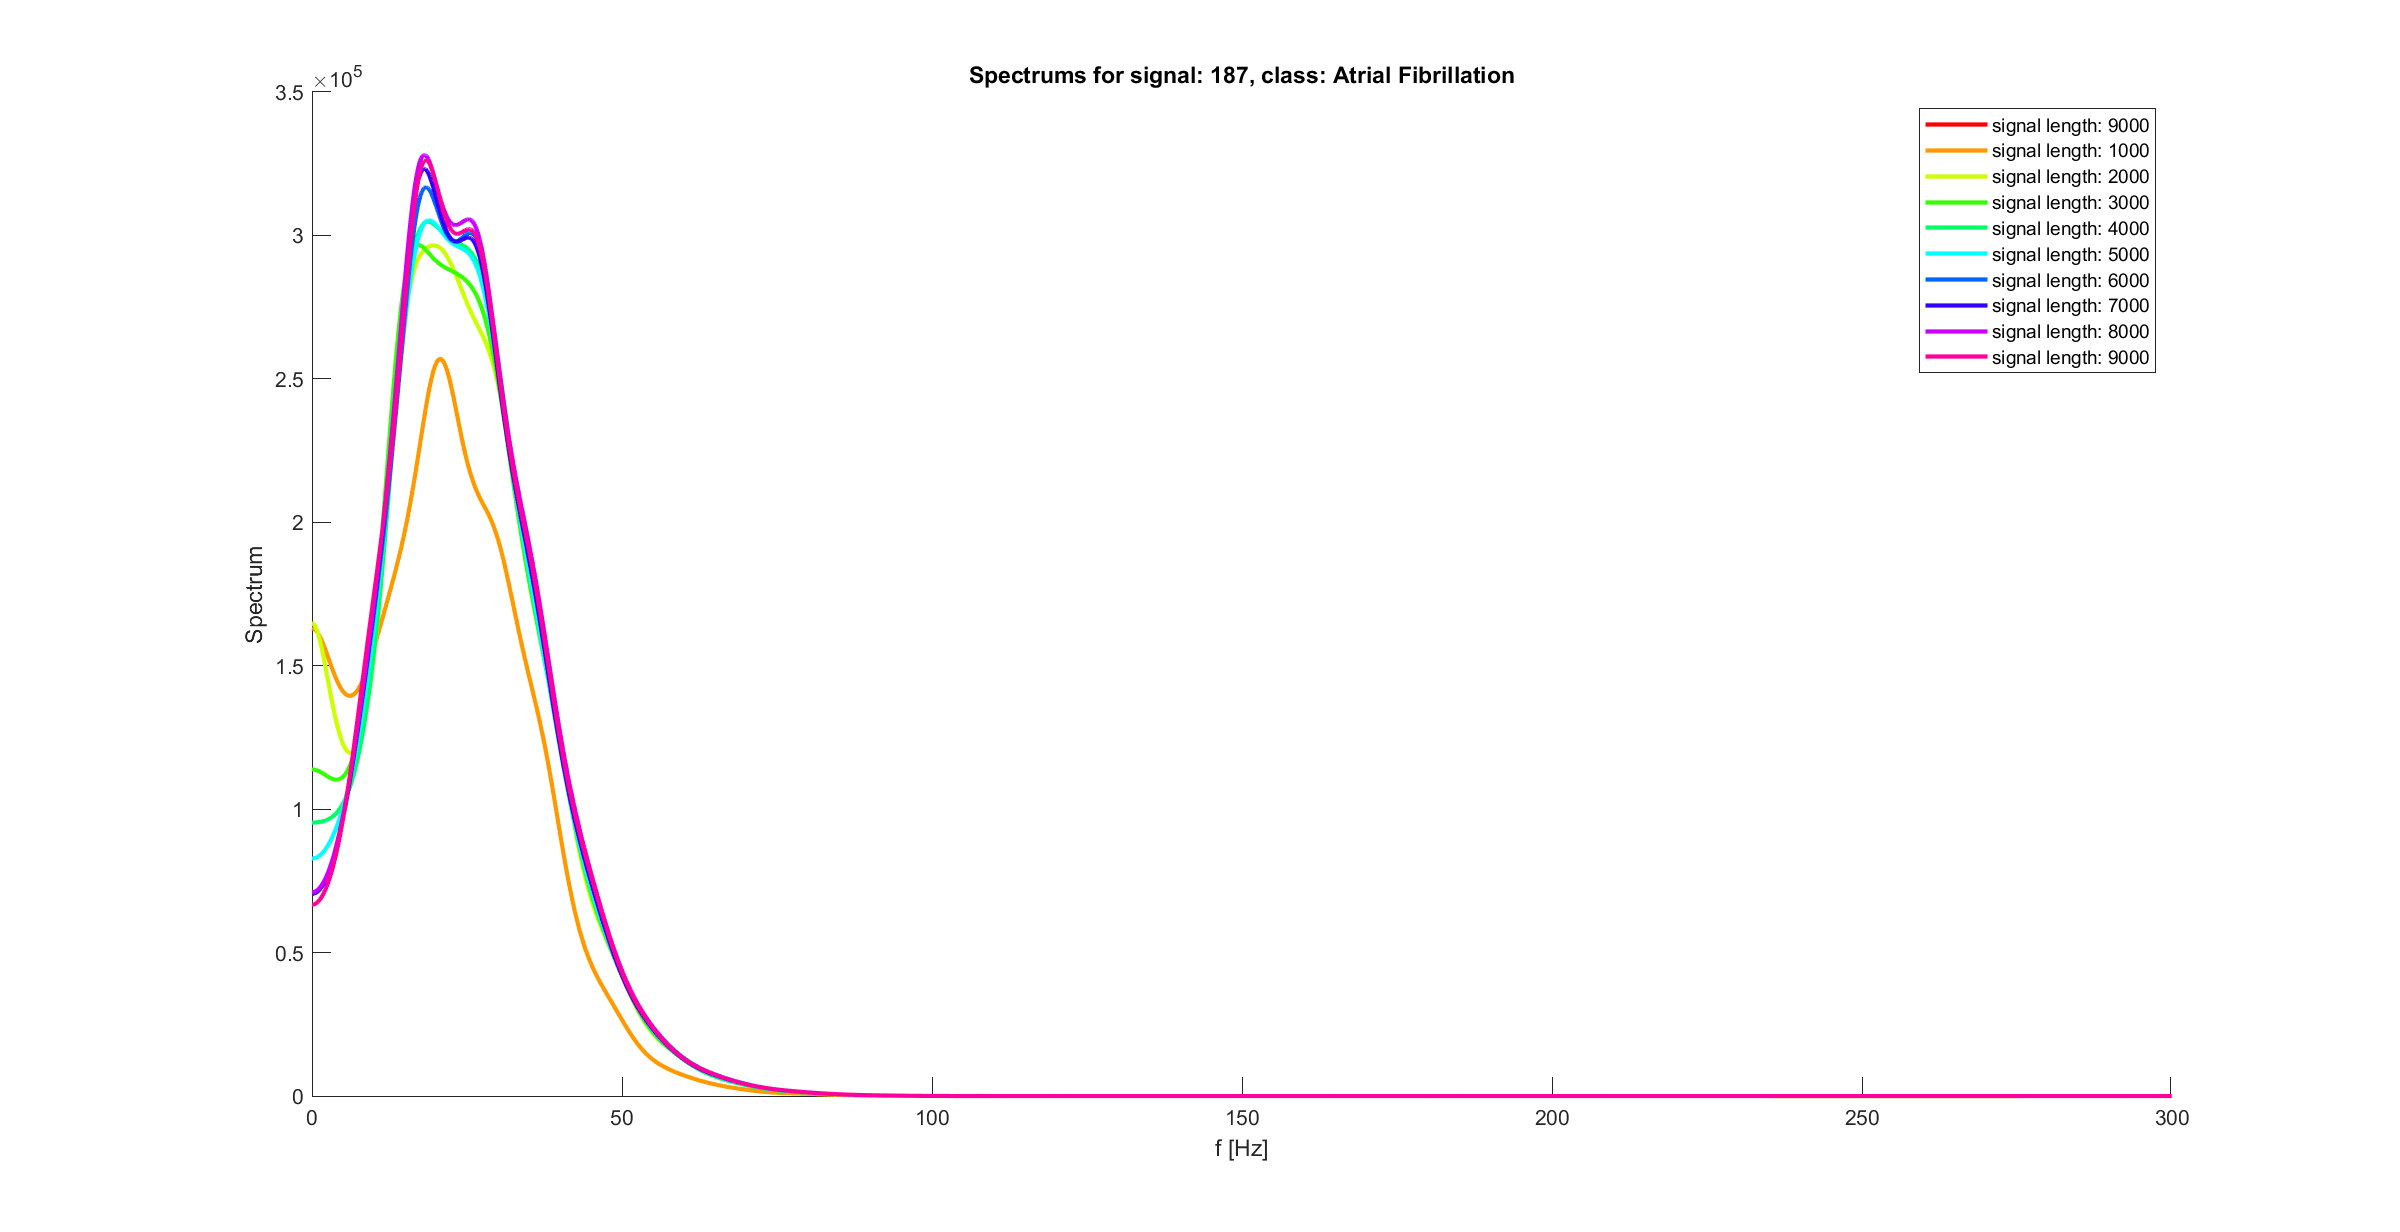 Spectrums for signal: 187, class: Atrial Fibrillation
×10^5
3.5
3
2.5
2
1.5
1
0.5
0
Spectrum
0 50 100 150 200 250 300
f [Hz]
signal length: 9000
signal length: 1000
signal length: 2000
signal length: 3000
signal length: 4000
signal length: 5000
signal length: 6000
signal length: 7000
signal length: 8000
signal length: 9000